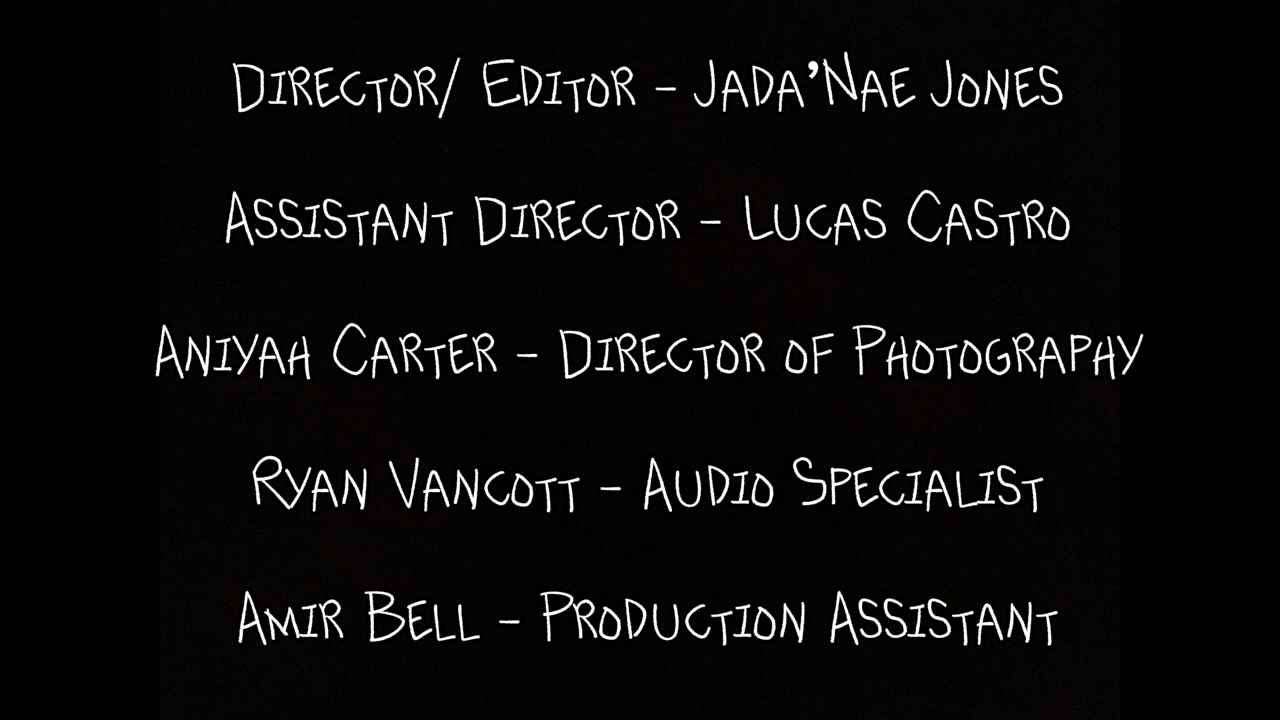 Director/ Editor - Jada'Nae Jones
Assistant Director - Lucas Castro
Aniyah Carter - Director of Photography
Ryan Vancott - Audio Specialist
Amir Bell - Production Assistant